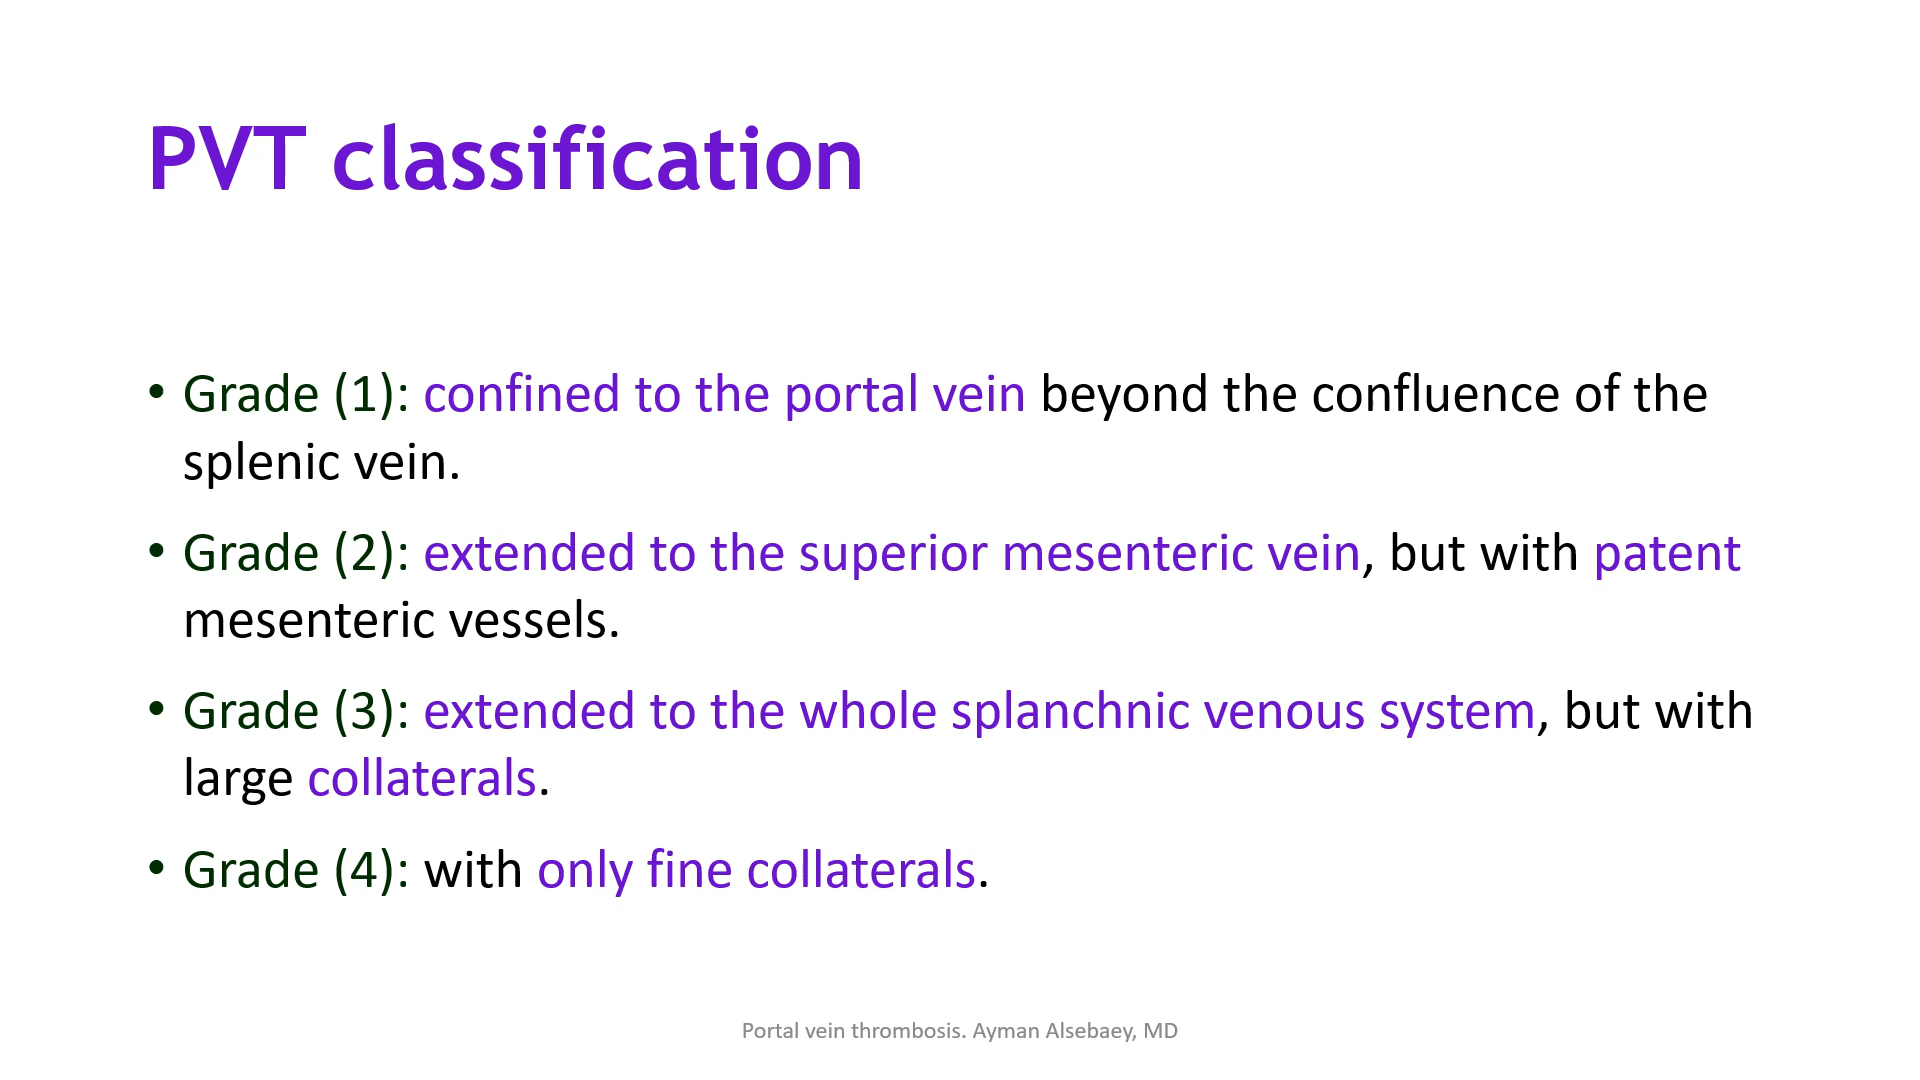 PVT classification
• Grade (1): confined to the portal vein beyond the confluence of the
splenic vein.
• Grade (2): extended to the superior mesenteric vein, but with patent
mesenteric vessels.
• Grade (3): extended to the whole splanchnic venous system, but with
large collaterals.
• Grade (4): with only fine collaterals.
Portal vein thrombosis. Ayman Alsebaey, MD